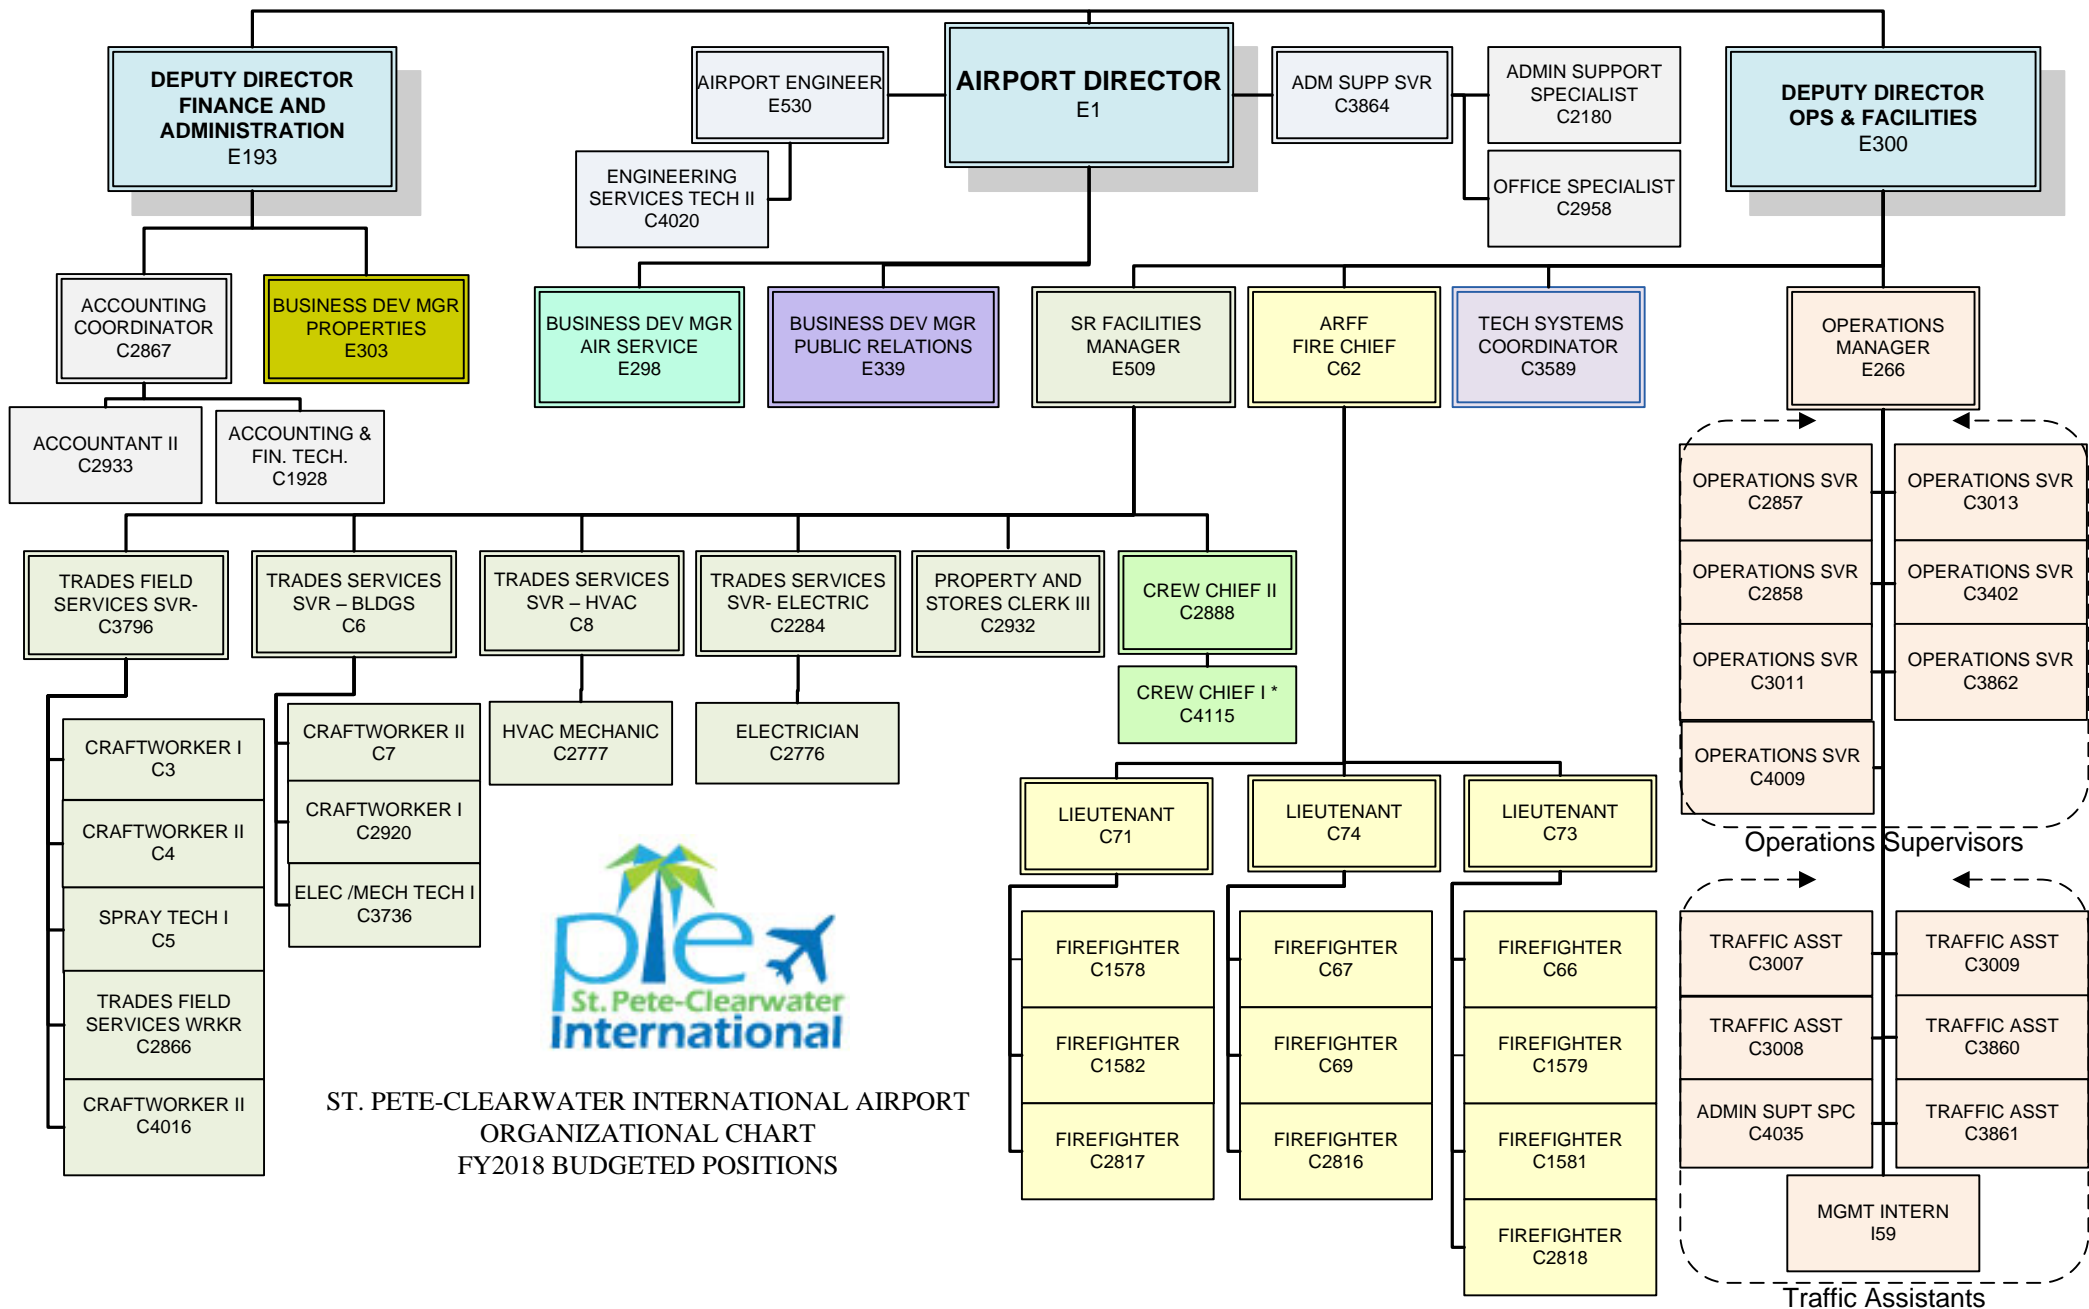 DEPUTY DIRECTOR
FINANCE AND
ADMINISTRATION
E193
AIRPORT ENGINEER
E530
ENGINEERING
SERVICES TECH II
C4020
AIRPORT DIRECTOR
E1
ADM SUPP SVR
C3864
ADMIN SUPPORT
SPECIALIST
C2180
OFFICE SPECIALIST
C2958
DEPUTY DIRECTOR
OPS & FACILITIES
E300
ACCOUNTING
COORDINATOR
C2867
BUSINESS DEV MGR
PROPERTIES
E303
BUSINESS DEV MGR
AIR SERVICE
E298
BUSINESS DEV MGR
PUBLIC RELATIONS
E339
SR FACILITIES
MANAGER
E509
ARFF
FIRE CHIEF
C62
TECH SYSTEMS
COORDINATOR
C3589
OPERATIONS
MANAGER
E266
ACCOUNTANT II
C2933
ACCOUNTING &
FIN. TECH.
C1928
TRADES FIELD
SERVICES SVR-
C3796
TRADES SERVICES
SVR – BLDGS
C6
TRADES SERVICES
SVR – HVAC
C8
TRADES SERVICES
SVR- ELECTRIC
C2284
PROPERTY AND
STORES CLERK III
C2932
CREW CHIEF II
C2888
CREW CHIEF I *
C4115
CRAFTWORKER I
C3
CRAFTWORKER II
C4
SPRAY TECH I
C5
TRADES FIELD
SERVICES WRKR
C2866
CRAFTWORKER II
C4016
CRAFTWORKER II
C7
CRAFTWORKER I
C2920
ELEC /MECH TECH I
C3736
HVAC MECHANIC
C2777
ELECTRICIAN
C2776
LIEUTENANT
C71
LIEUTENANT
C74
LIEUTENANT
C73
FIREFIGHTER
C1578
FIREFIGHTER
C1582
FIREFIGHTER
C2817
FIREFIGHTER
C67
FIREFIGHTER
C69
FIREFIGHTER
C2816
FIREFIGHTER
C66
FIREFIGHTER
C1579
FIREFIGHTER
C1581
FIREFIGHTER
C2818
OPERATIONS SVR
C2857
OPERATIONS SVR
C3013
OPERATIONS SVR
C2858
OPERATIONS SVR
C3402
OPERATIONS SVR
C3011
OPERATIONS SVR
C3862
OPERATIONS SVR
C4009
Operations Supervisors
TRAFFIC ASST
C3007
TRAFFIC ASST
C3009
TRAFFIC ASST
C3008
TRAFFIC ASST
C3860
ADMIN SUPT SPC
C4035
TRAFFIC ASST
C3861
MGMT INTERN
I59
Traffic Assistants
pie
St. Pete-Clearwater
International
ST. PETE-CLEARWATER INTERNATIONAL AIRPORT
ORGANIZATIONAL CHART
FY2018 BUDGETED POSITIONS